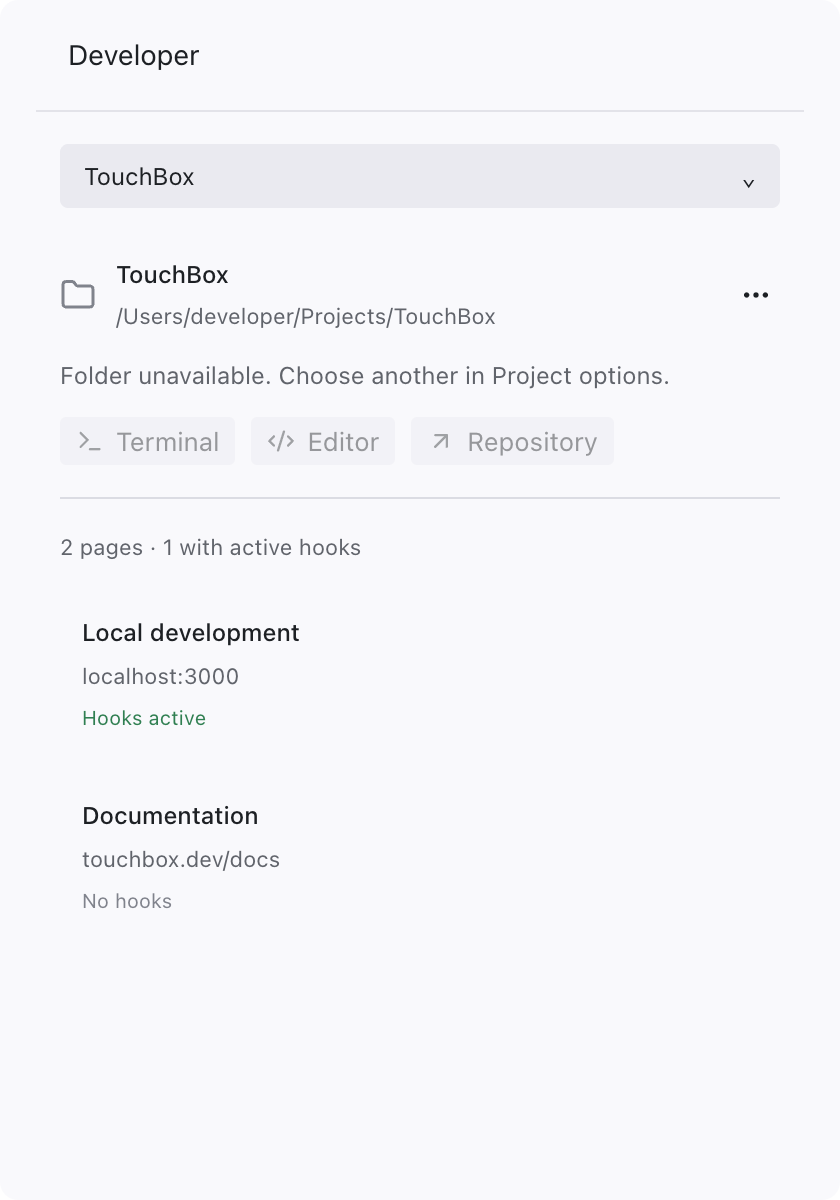 Developer
TouchBox
TouchBox
/Users/developer/Projects/TouchBox
Folder unavailable. Choose another in Project options.
Terminal
Editor
Repository
2 pages · 1 with active hooks
Local development
localhost:3000
Hooks active
Documentation
touchbox.dev/docs
No hooks